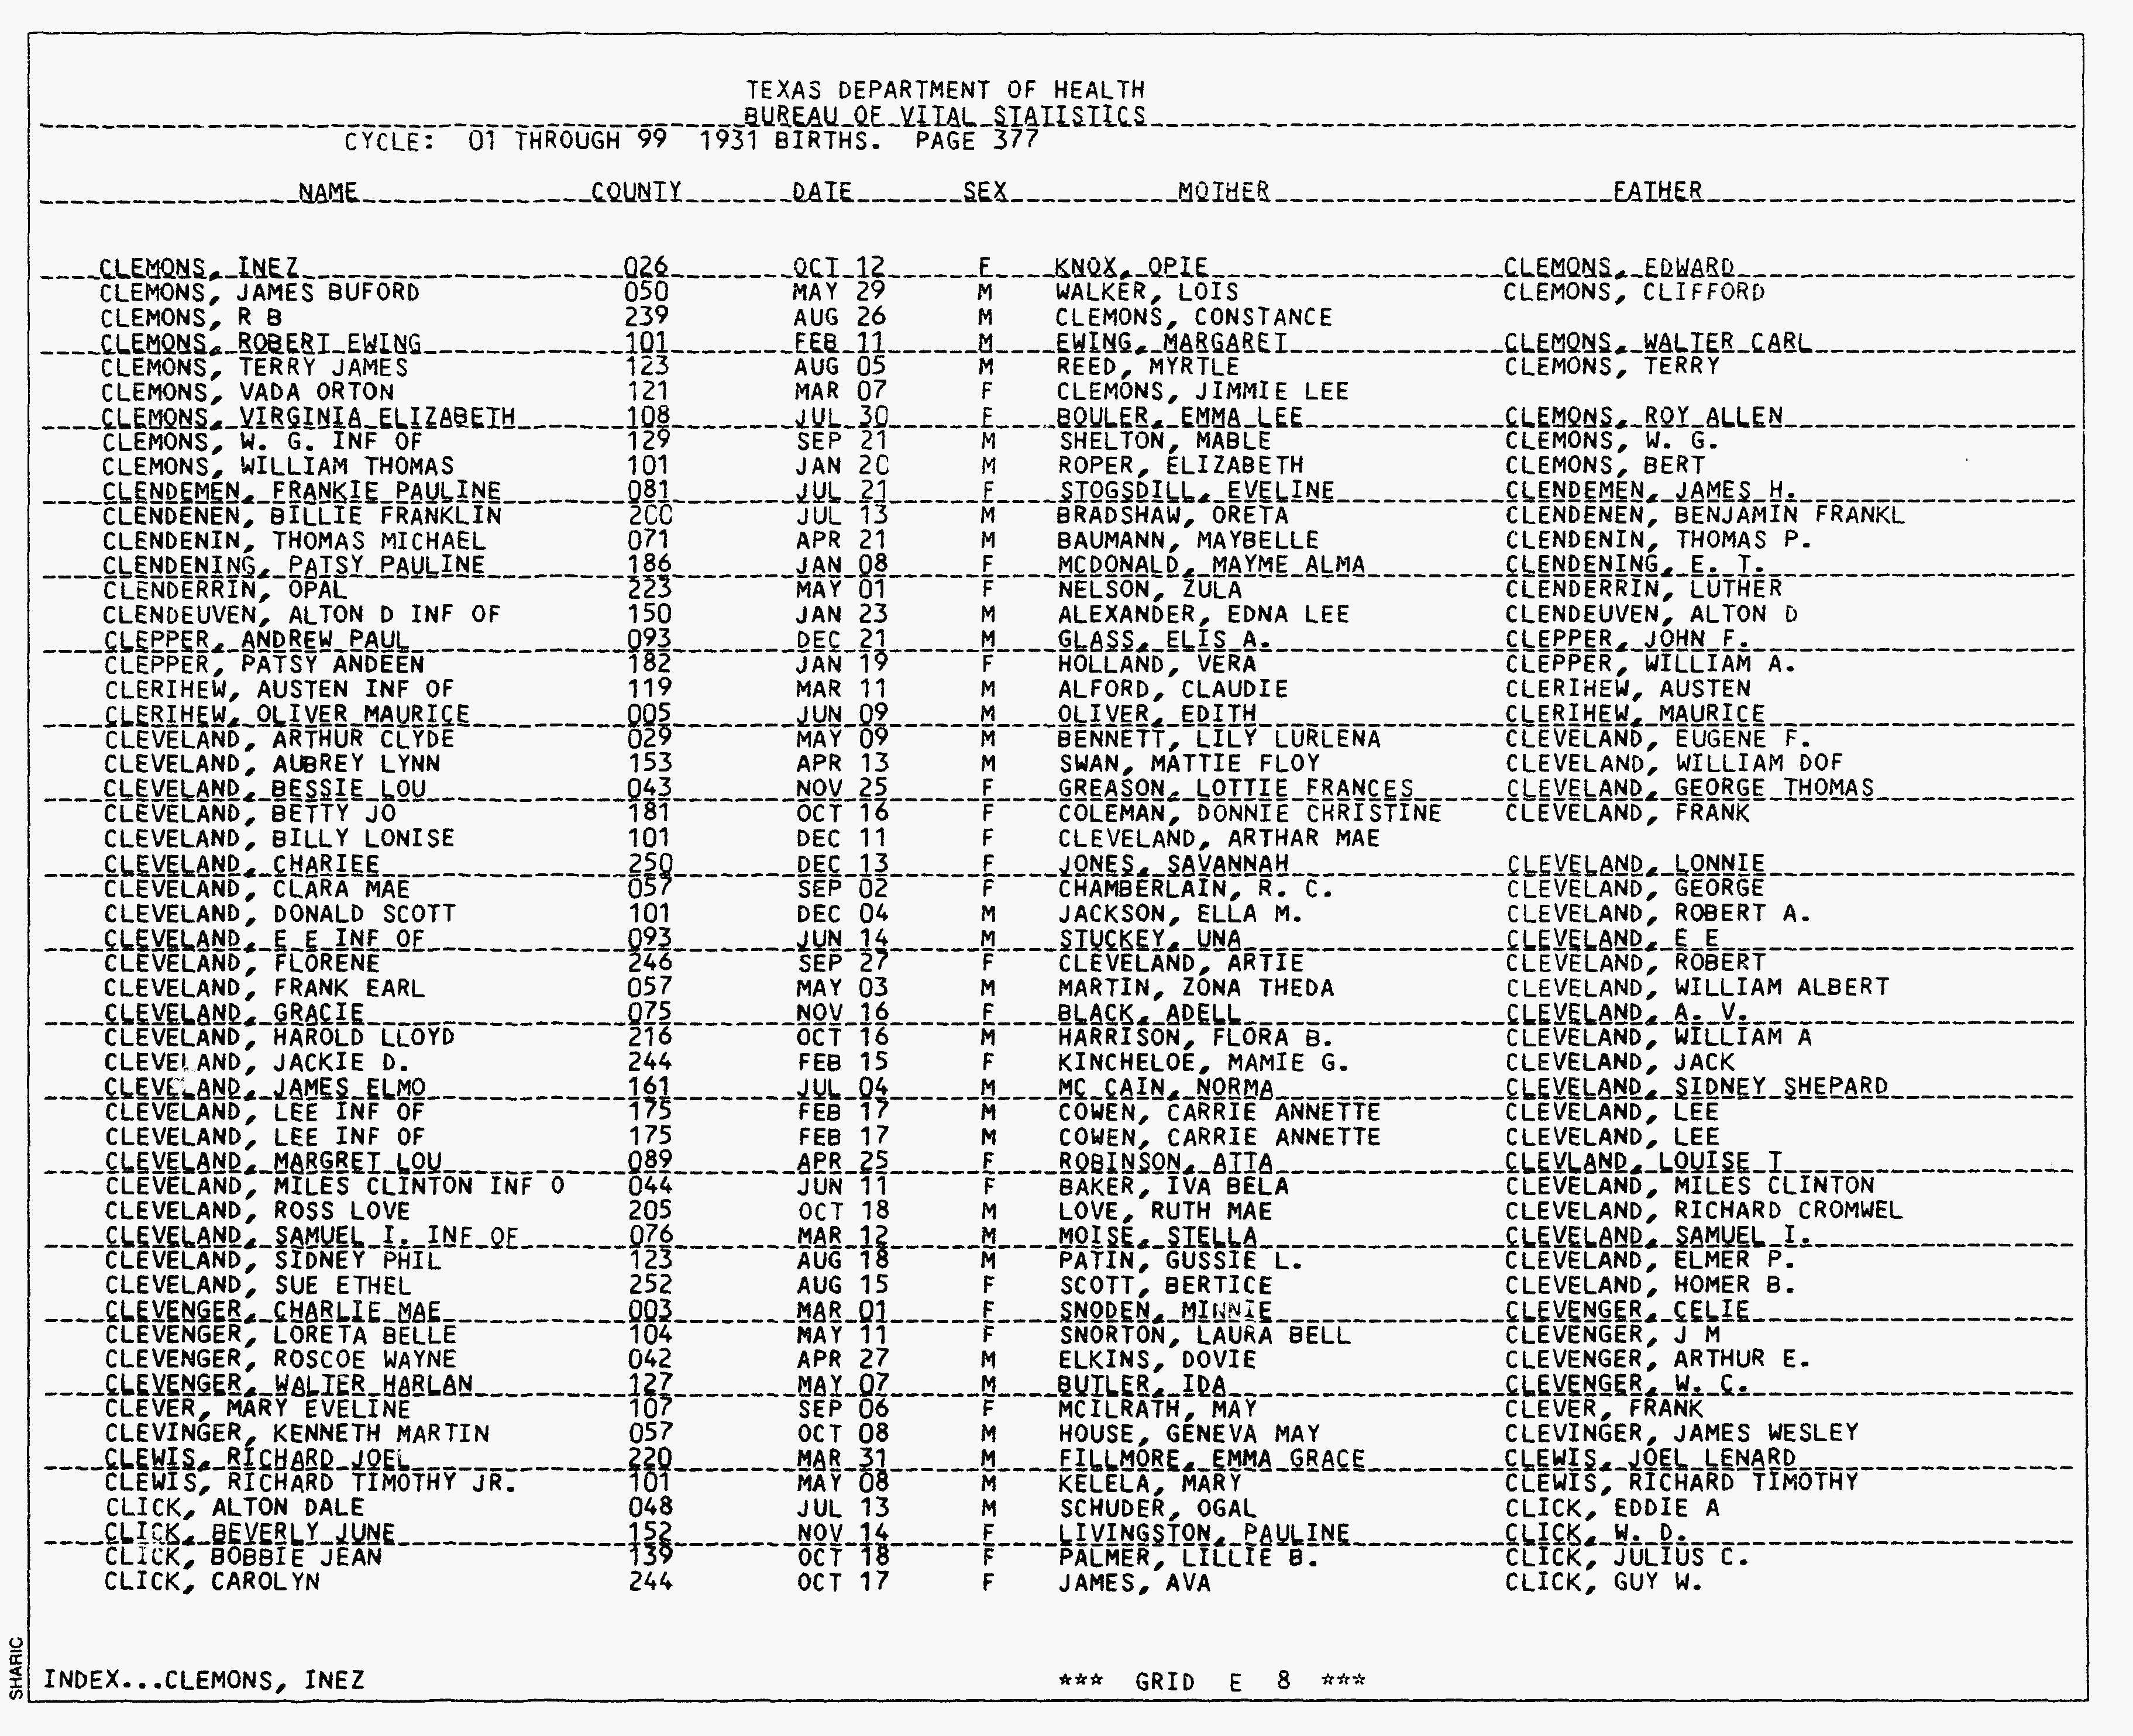 TEXAS DEPARTMENT OF HEALTH
BUREAU OF VITAL STATISTICS
CYCLE: 01 THROUGH 99 1931 BIRTHS. PAGE 377
NAME COUNTY DATE SEX MOTHER FATHER
CLEMONS, INEZ 026 OCT 12 F KNOX, OPIE CLEMONS, EDWARD
CLEMONS, JAMES BUFORD 050 MAY 29 M WALKER, LOIS CLEMONS, CLIFFORD
CLEMONS, R B 239 AUG 26 M CLEMONS, CONSTANCE
CLEMONS, ROBERT EWING 101 FEB 11 M EWING, MARGARET CLEMONS, WALTER CARL
CLEMONS, TERRY JAMES 123 AUG 05 M REED, MYRTLE CLEMONS, TERRY
CLEMONS, VADA ORTON 121 MAR 07 F CLEMONS, JIMMIE LEE
CLEMONS, VIRGINIA ELIZABETH 108 JUL 30 F BOULER, EMMA LEE CLEMONS, ROY ALLEN
CLEMONS, W. G. INF OF 129 SEP 21 M SHELTON, MABLE CLEMONS, W. G.
CLEMONS, WILLIAM THOMAS 101 JAN 20 M ROPER, ELIZABETH CLEMONS, BERT
CLENDEMEN, FRANKIE PAULINE 081 JUL 21 F STOGSDILL, EVELINE CLENDEMEN, JAMES H.
CLENDENEN, BILLIE FRANKLIN 200 JUL 13 M BRADSHAW, ORETA CLENDENEN, BENJAMIN FRANKL
CLENDENIN, THOMAS MICHAEL 071 APR 21 M BAUMANN, MAYBELLE CLENDENIN, THOMAS P.
CLENDENING, PATSY PAULINE 186 JAN 08 F MCDONALD, MAYME ALMA CLENDENING, E. T.
CLENDERRIN, OPAL 223 MAY 01 F NELSON, ZULA CLENDERRIN, LUTHER
CLENDEUVEN, ALTON D INF OF 150 JAN 23 M ALEXANDER, EDNA LEE CLENDEUVEN, ALTON D
CLEPPER, ANDREW PAUL 093 DEC 21 M GLASS, ELIS A. CLEPPER, JOHN F.
CLEPPER, PATSY ANDEEN 182 JAN 19 F HOLLAND, VERA CLEPPER, WILLIAM A.
CLERIHEW, AUSTEN INF OF 119 MAR 11 M ALFORD, CLAUDIE CLERIHEW, AUSTEN
CLERIHEW, OLIVER MAURICE 005 JUN 09 M OLIVER, EDITH CLERIHEW, MAURICE
CLEVELAND, ARTHUR CLYDE 029 MAY 09 M BENNETT, LILY LURLENA CLEVELAND, EUGENE F.
CLEVELAND, AUBREY LYNN 153 APR 13 M SWAN, MATTIE FLOY CLEVELAND, WILLIAM DOF
CLEVELAND, BESSIE LOU 043 NOV 25 F GREASON, LOTTIE FRANCES CLEVELAND, GEORGE THOMAS
CLEVELAND, BETTY JO 181 OCT 16 F COLEMAN, DONNIE CHRISTINE CLEVELAND, FRANK
CLEVELAND, BILLY LONISE 101 DEC 11 F CLEVELAND, ARTHAR MAE
CLEVELAND, CHARIEE 250 DEC 13 F JONES, SAVANNAH CLEVELAND, LONNIE
CLEVELAND, CLARA MAE 057 SEP 02 F CHAMBERLAIN, R. C. CLEVELAND, GEORGE
CLEVELAND, DONALD SCOTT 101 DEC 04 M JACKSON, ELLA M. CLEVELAND, ROBERT A.
CLEVELAND, E E INF OF 093 JUN 14 M STUCKEY, UNA CLEVELAND, E E
CLEVELAND, FLORENE 246 SEP 27 F CLEVELAND, ARTIE CLEVELAND, ROBERT
CLEVELAND, FRANK EARL 057 MAY 03 M MARTIN, ZONA THEDA CLEVELAND, WILLIAM ALBERT
CLEVELAND, GRACIE 075 NOV 16 F BLACK, ADELL CLEVELAND, A. V.
CLEVELAND, HAROLD LLOYD 216 OCT 16 M HARRISON, FLORA B. CLEVELAND, WILLIAM A
CLEVELAND, JACKIE D. 244 FEB 15 F KINCHELOE, MAMIE G. CLEVELAND, JACK
CLEVELAND, JAMES ELMO 161 JUL 04 M MC CAIN, NORMA CLEVELAND, SIDNEY SHEPARD
CLEVELAND, LEE INF OF 175 FEB 17 M COWEN, CARRIE ANNETTE CLEVELAND, LEE
CLEVELAND, LEE INF OF 175 FEB 17 M COWEN, CARRIE ANNETTE CLEVELAND, LEE
CLEVELAND, MARGRET LOU 089 APR 25 F ROBINSON, ATTA CLEVLAND, LOUISE T
CLEVELAND, MILES CLINTON INF O 044 JUN 11 F BAKER, IVA BELA CLEVELAND, MILES CLINTON
CLEVELAND, ROSS LOVE 205 OCT 18 M LOVE, RUTH MAE CLEVELAND, RICHARD CROMWEL
CLEVELAND, SAMUEL I. INF OF 076 MAR 12 M MOISE, STELLA CLEVELAND, SAMUEL I.
CLEVELAND, SIDNEY PHIL 123 AUG 18 M PATIN, GUSSIE L. CLEVELAND, ELMER P.
CLEVELAND, SUE ETHEL 252 AUG 15 F SCOTT, BERTICE CLEVELAND, HOMER B.
CLEVENGER, CHARLIE MAE 003 MAR 01 F SNODEN, MINNIE CLEVENGER, CELIE
CLEVENGER, LORETA BELLE 104 MAY 11 F SNORTON, LAURA BELL CLEVENGER, J M
CLEVENGER, ROSCOE WAYNE 042 APR 27 M ELKINS, DOVIE CLEVENGER, ARTHUR E.
CLEVENGER, WALTER HARLAN 127 MAY 07 M BUTLER, IDA CLEVENGER, W. C.
CLEVER, MARY EVELINE 107 SEP 06 F MCILRATH, MAY CLEVER, FRANK
CLEVINGER, KENNETH MARTIN 057 OCT 08 M HOUSE, GENEVA MAY CLEVINGER, JAMES WESLEY
CLEWIS, RICHARD JOEL 220 MAR 31 M FILLMORE, EMMA GRACE CLEWIS, JOEL LENARD
CLEWIS, RICHARD TIMOTHY JR. 101 MAY 08 M KELELA, MARY CLEWIS, RICHARD TIMOTHY
CLICK, ALTON DALE 048 JUL 13 M SCHUDER, OGAL CLICK, EDDIE A
CLICK, BEVERLY JUNE 152 NOV 14 F LIVINGSTON, PAULINE CLICK, W. D.
CLICK, BOBBIE JEAN 139 OCT 18 F PALMER, LILLIE B. CLICK, JULIUS C.
CLICK, CAROLYN 244 OCT 17 F JAMES, AVA CLICK, GUY W.
SHARIC
INDEX...CLEMONS, INEZ *** GRID E 8 ***